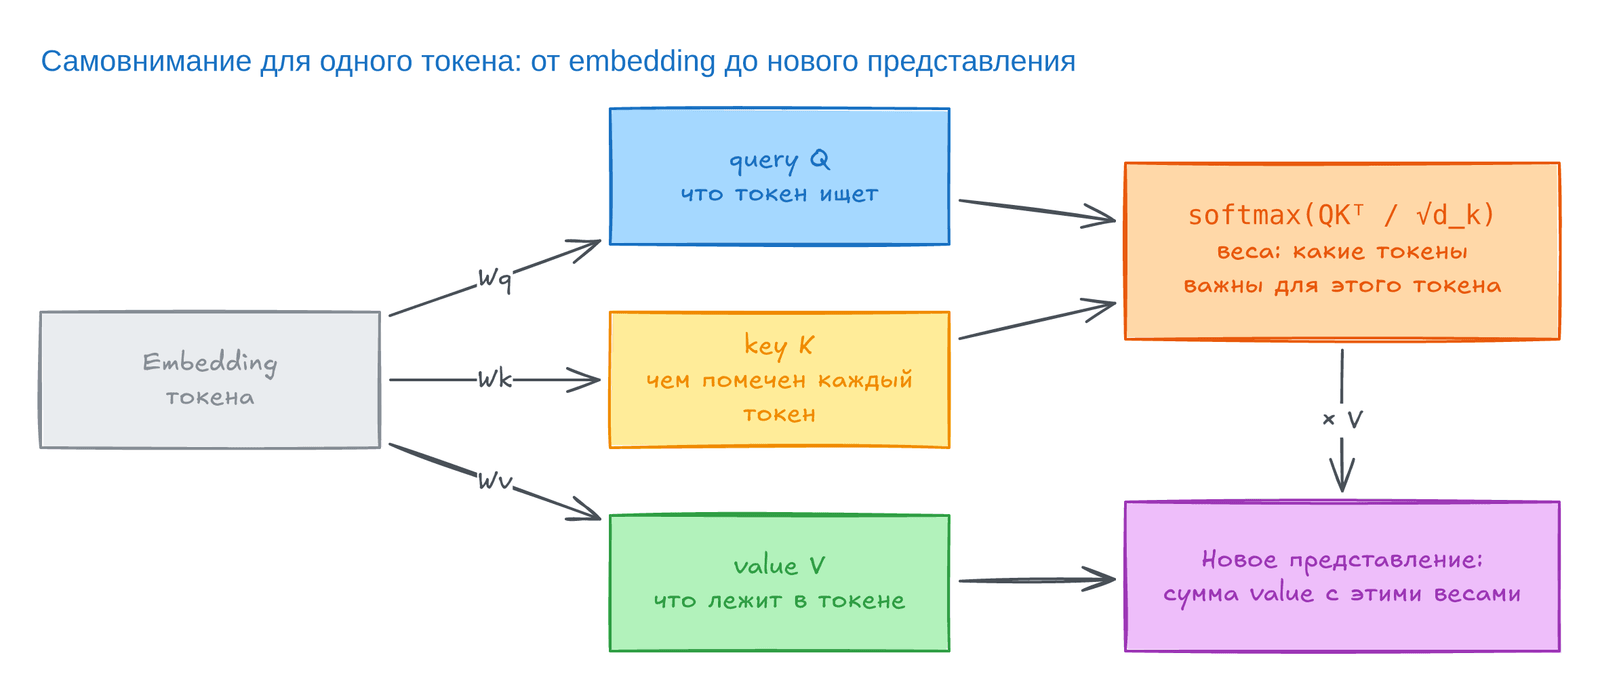 Самовнимание для одного токена: от embedding до нового представления
query Q
что токен ищет
softmax(QKᵀ / √d_k)
веса: какие токены
важны для этого токена
Wq
Embedding
токена
Wk
key K
чем помечен каждый
токен
× V
Wv
value V
что лежит в токене
Новое представление:
сумма value с этими весами